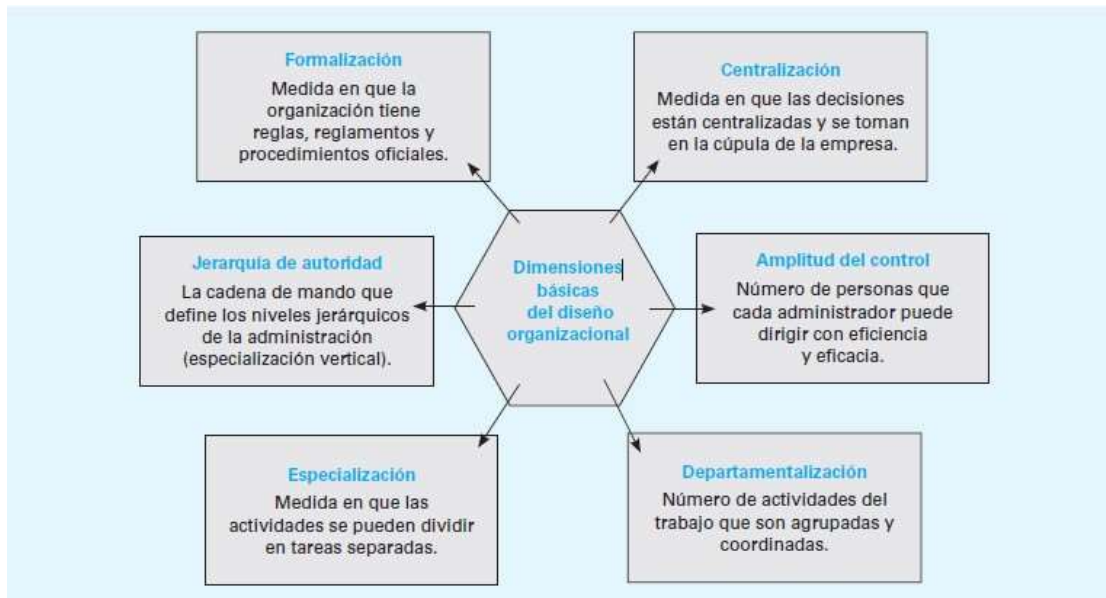 Formalización
Medida en que la
organización tiene
reglas, reglamentos y
procedimientos oficiales.
Centralización
Medida en que las decisiones
están centralizadas y se toman
en la cúpula de la empresa.
Jerarquía de autoridad
La cadena de mando que
define los niveles jerárquicos
de la administración
(especialización vertical).
Dimensiones
básicas
del diseño
organizacional
Amplitud del control
Número de personas que
cada administrador puede
dirigir con eficiencia
y eficacia.
Especialización
Medida en que las
actividades se pueden dividir
en tareas separadas.
Departamentalización
Número de actividades del
trabajo que son agrupadas y
coordinadas.